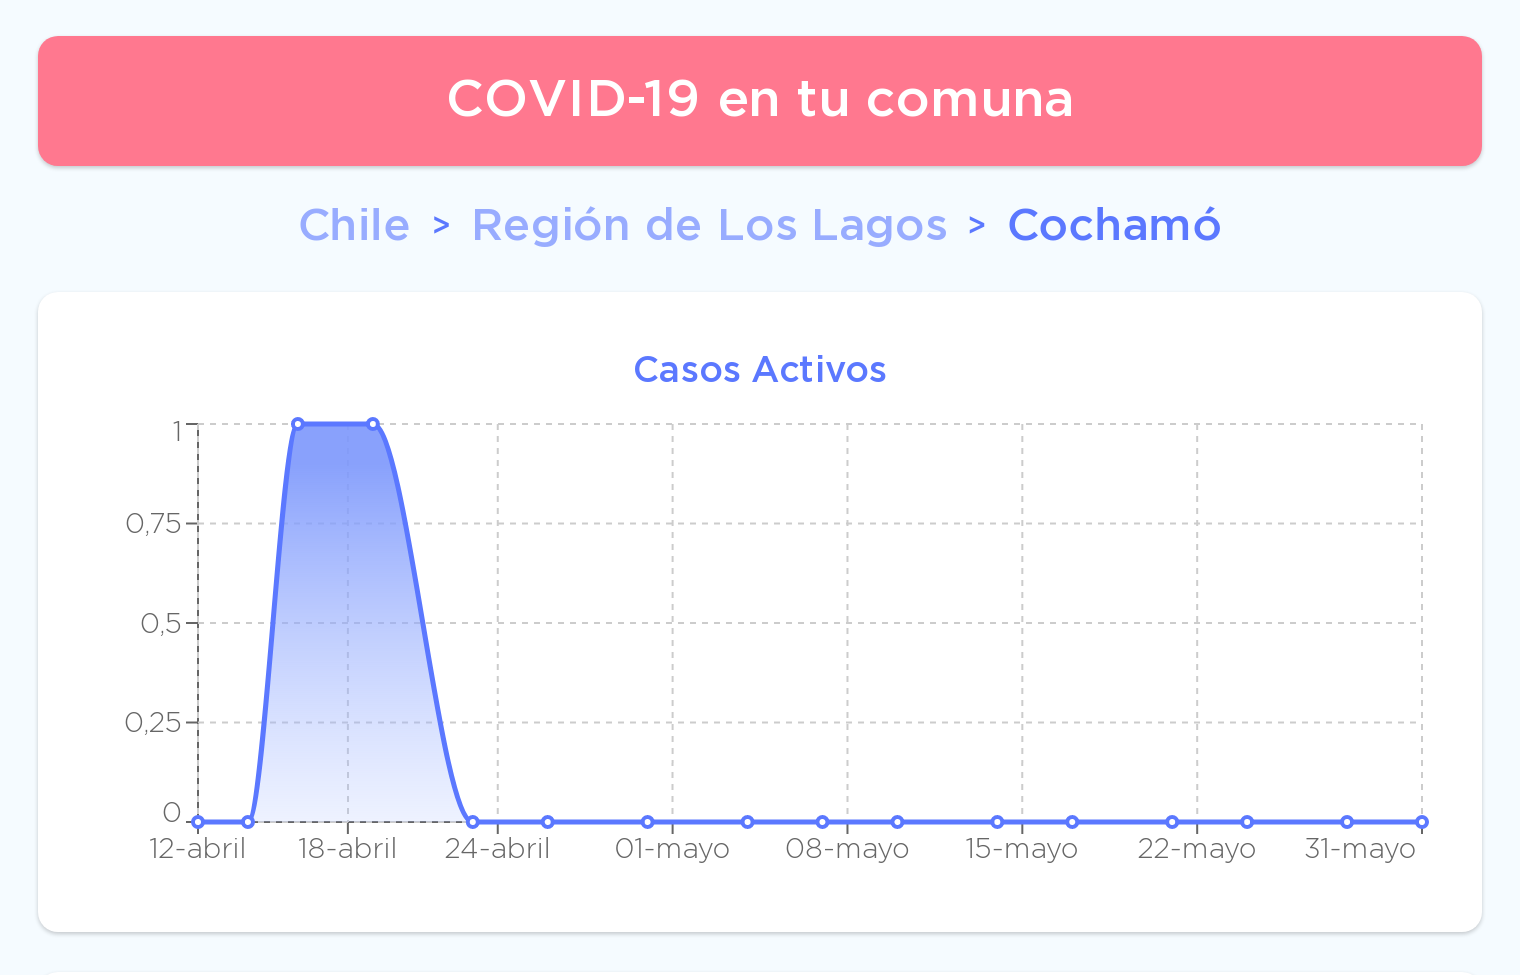 COVID-19 en tu comuna
Chile > Región de Los Lagos > Cochamó
Casos Activos
1
0,75
0,5
0,25
0
12-abril 18-abril 24-abril 01-mayo 08-mayo 15-mayo 22-mayo 31-mayo